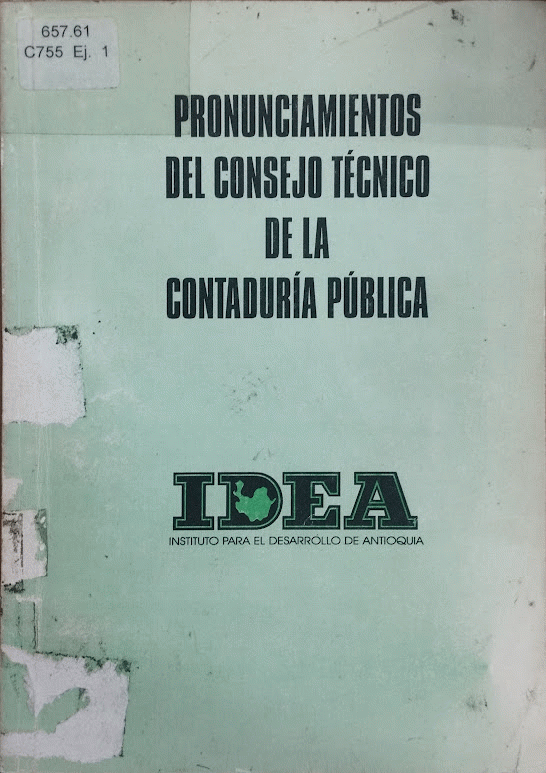 657.61
C755 Ej. 1
PRONUNCIAMIENTOS
DEL CONSEJO TÉCNICO
DE LA
CONTADURÍA PÚBLICA
IDEA
INSTITUTO PARA EL DESARROLLO DE ANTIOQUIA